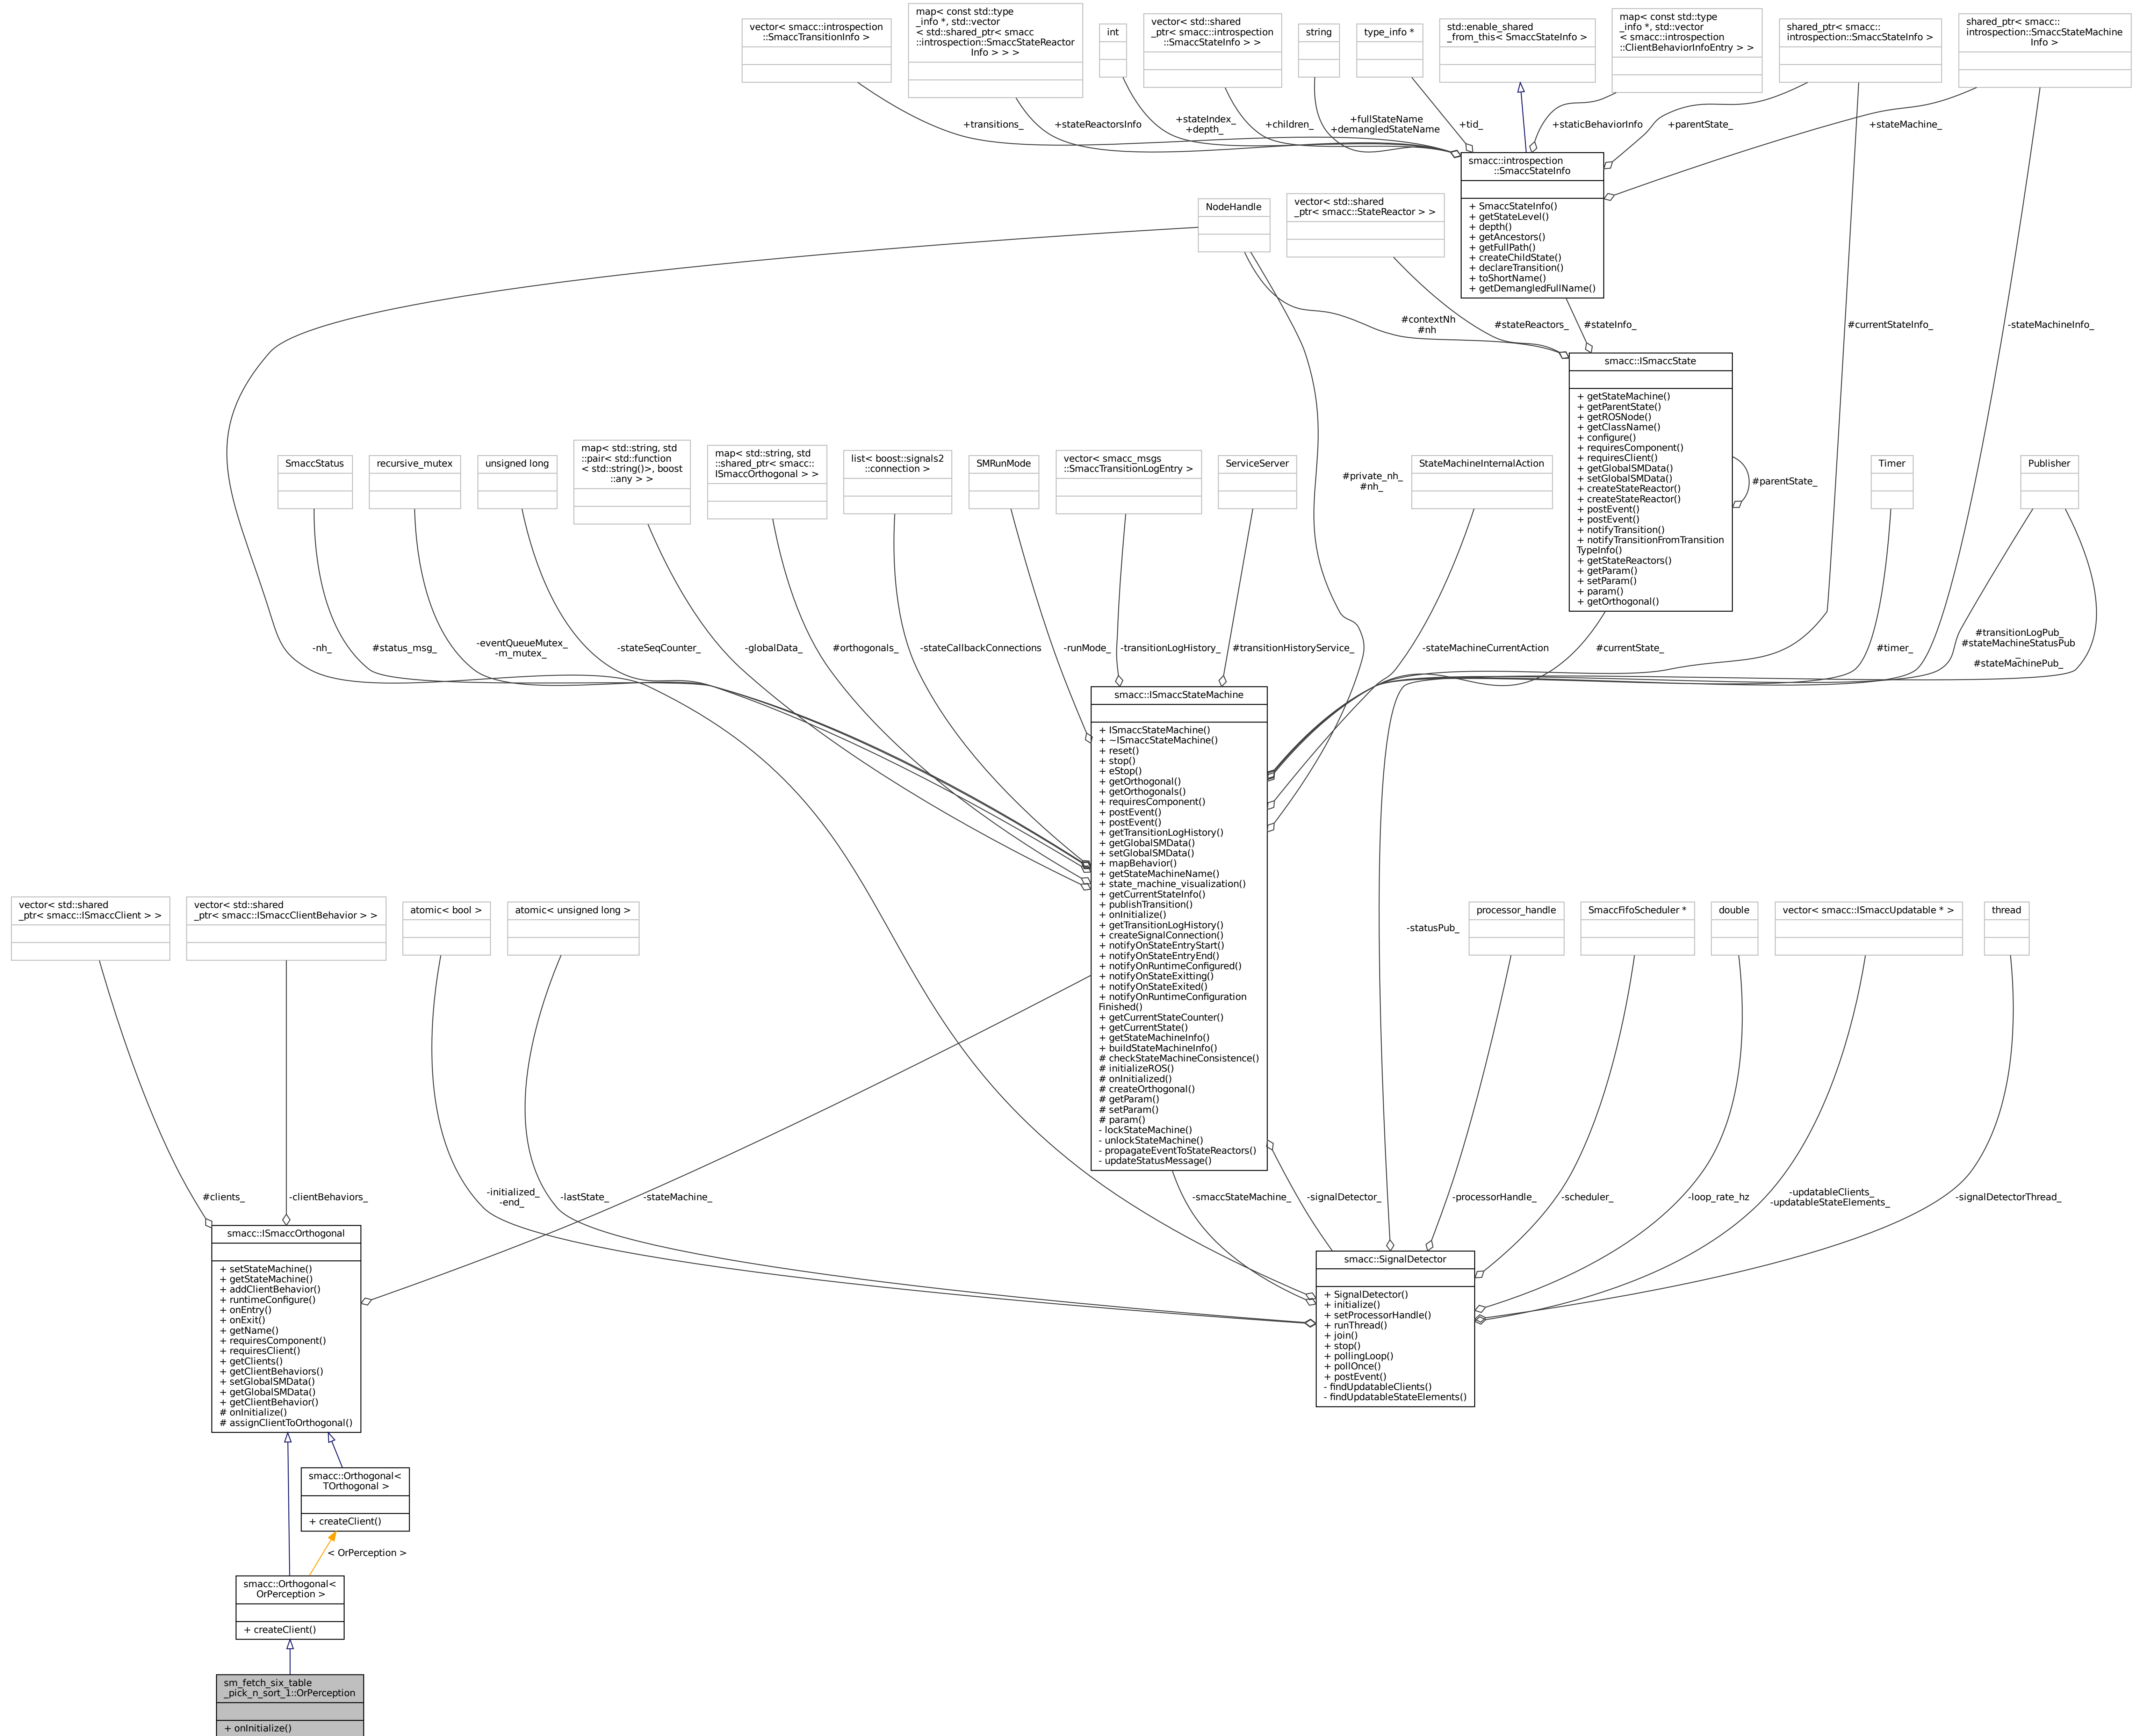 vector< smacc::introspection
::SmaccTransitionInfo >
map< const std::type
_info *, std::vector
< std::shared_ptr< smacc
::introspection::SmaccStateReactor
Info > > >
int
vector< std::shared
_ptr< smacc::introspection
::SmaccStateInfo > >
string
type_info *
std::enable_shared
_from_this< SmaccStateInfo >
map< const std::type
_info *, std::vector
< smacc::introspection
::ClientBehaviorInfoEntry > >
shared_ptr< smacc::
introspection::SmaccStateInfo >
shared_ptr< smacc::
introspection::SmaccStateMachine
Info >
+transitions_
+stateReactorsInfo
+stateIndex_
+depth_
+children_
+fullStateName
+demangledStateName
+tid_
+staticBehaviorInfo
+parentState_
+stateMachine_
smacc::introspection
::SmaccStateInfo
+ SmaccStateInfo()
+ getStateLevel()
+ depth()
+ getAncestors()
+ getFullPath()
+ createChildState()
+ declareTransition()
+ toShortName()
+ getDemangledFullName()
NodeHandle
vector< std::shared
_ptr< smacc::StateReactor > >
#contextNh
#nh
#stateReactors_
#stateInfo_
#currentStateInfo_
-stateMachineInfo_
smacc::ISmaccState
+ getStateMachine()
+ getParentState()
+ getROSNode()
+ getClassName()
+ configure()
+ requiresComponent()
+ requiresClient()
+ getGlobalSMData()
+ setGlobalSMData()
+ createStateReactor()
+ createStateReactor()
+ postEvent()
+ postEvent()
+ notifyTransition()
+ notifyTransitionFromTransition
TypeInfo()
+ getStateReactors()
+ getParam()
+ setParam()
+ param()
+ getOrthogonal()
#parentState_
SmaccStatus
recursive_mutex
unsigned long
map< std::string, std
::pair< std::function
< std::string()>, boost
::any > >
map< std::string, std
::shared_ptr< smacc::
ISmaccOrthogonal > >
list< boost::signals2
::connection >
SMRunMode
vector< smacc_msgs
::SmaccTransitionLogEntry >
ServiceServer
#private_nh_
#nh_
StateMachineInternalAction
Timer
Publisher
-nh_
#status_msg_
-eventQueueMutex_
-m_mutex_
-stateSeqCounter_
-globalData_
#orthogonals_
-stateCallbackConnections
-runMode_
-transitionLogHistory_
#transitionHistoryService_
-stateMachineCurrentAction
#currentState_
#timer_
#transitionLogPub_
#stateMachineStatusPub
_
#stateMachinePub_
smacc::ISmaccStateMachine
+ ISmaccStateMachine()
+ ~ISmaccStateMachine()
+ reset()
+ stop()
+ eStop()
+ getOrthogonal()
+ getOrthogonals()
+ requiresComponent()
+ postEvent()
+ postEvent()
+ getTransitionLogHistory()
+ getGlobalSMData()
+ setGlobalSMData()
+ mapBehavior()
+ getStateMachineName()
+ state_machine_visualization()
+ getCurrentStateInfo()
+ publishTransition()
+ onInitialize()
+ getTransitionLogHistory()
+ createSignalConnection()
+ notifyOnStateEntryStart()
+ notifyOnStateEntryEnd()
+ notifyOnRuntimeConfigured()
+ notifyOnStateExitting()
+ notifyOnStateExited()
+ notifyOnRuntimeConfiguration
Finished()
+ getCurrentStateCounter()
+ getCurrentState()
+ getStateMachineInfo()
+ buildStateMachineInfo()
# checkStateMachineConsistence()
# initializeROS()
# onInitialized()
# createOrthogonal()
# getParam()
# setParam()
# param()
- lockStateMachine()
- unlockStateMachine()
- propagateEventToStateReactors()
- updateStatusMessage()
vector< std::shared
_ptr< smacc::ISmaccClient > >
vector< std::shared
_ptr< smacc::ISmaccClientBehavior > >
atomic< bool >
atomic< unsigned long >
-statusPub_
processor_handle
SmaccFifoScheduler *
double
vector< smacc::ISmaccUpdatable * >
thread
#clients_
-clientBehaviors_
-initialized_
-end_
-lastState_
-stateMachine_
-smaccStateMachine_
-signalDetector_
-processorHandle_
-scheduler_
-loop_rate_hz
-updatableClients_
-updatableStateElements_
-signalDetectorThread_
smacc::ISmaccOrthogonal
+ setStateMachine()
+ getStateMachine()
+ addClientBehavior()
+ runtimeConfigure()
+ onEntry()
+ onExit()
+ getName()
+ requiresComponent()
+ requiresClient()
+ getClients()
+ getClientBehaviors()
+ setGlobalSMData()
+ getGlobalSMData()
+ getClientBehavior()
# onInitialize()
# assignClientToOrthogonal()
smacc::SignalDetector
+ SignalDetector()
+ initialize()
+ setProcessorHandle()
+ runThread()
+ join()
+ stop()
+ pollingLoop()
+ pollOnce()
+ postEvent()
- findUpdatableClients()
- findUpdatableStateElements()
smacc::Orthogonal<
TOrthogonal >
+ createClient()
< OrPerception >
smacc::Orthogonal<
OrPerception >
+ createClient()
sm_fetch_six_table
_pick_n_sort_1::OrPerception
+ onInitialize()